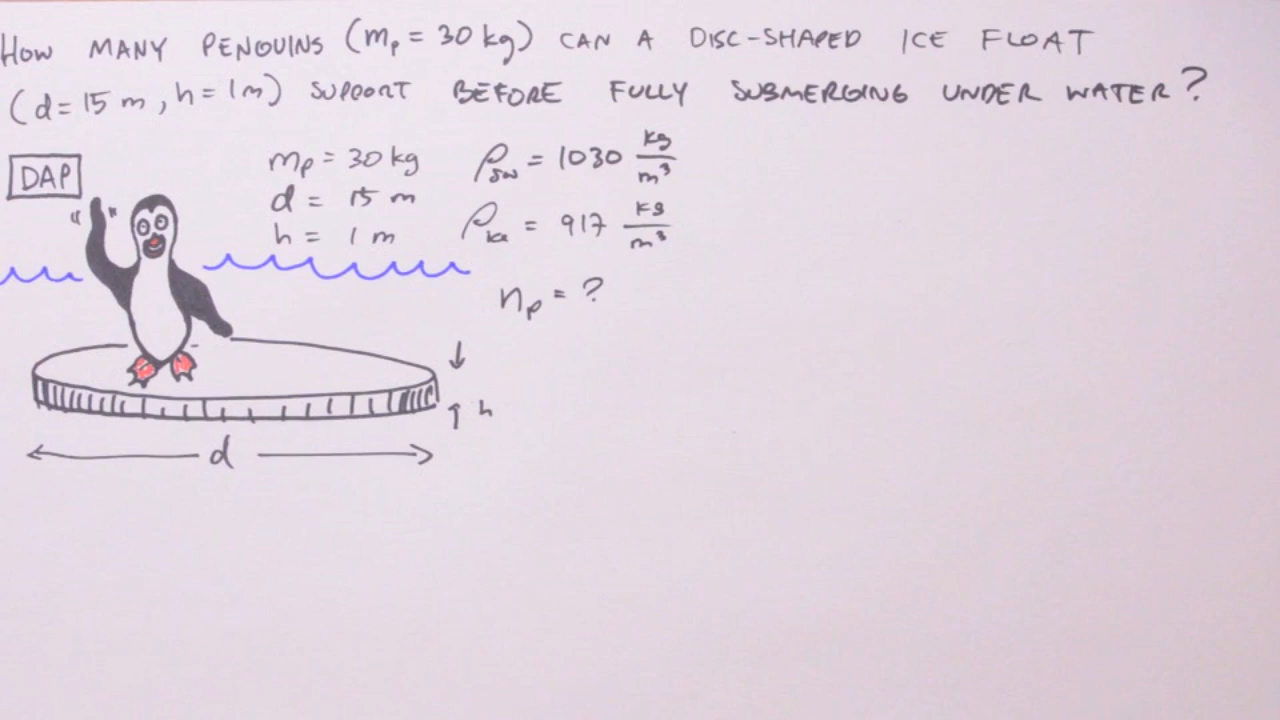 HOW MANY PENGUINS (mp = 30 kg) CAN A DISC-SHAPED ICE FLOAT
(d = 15 m, h = 1m) SUPPORT BEFORE FULLY SUBMERGING UNDER WATER?
DAP
mp = 30 kg
d = 15 m
h = 1 m
ρsw = 1030 kg/m³
ρice = 917 kg/m³
np = ?
h
d